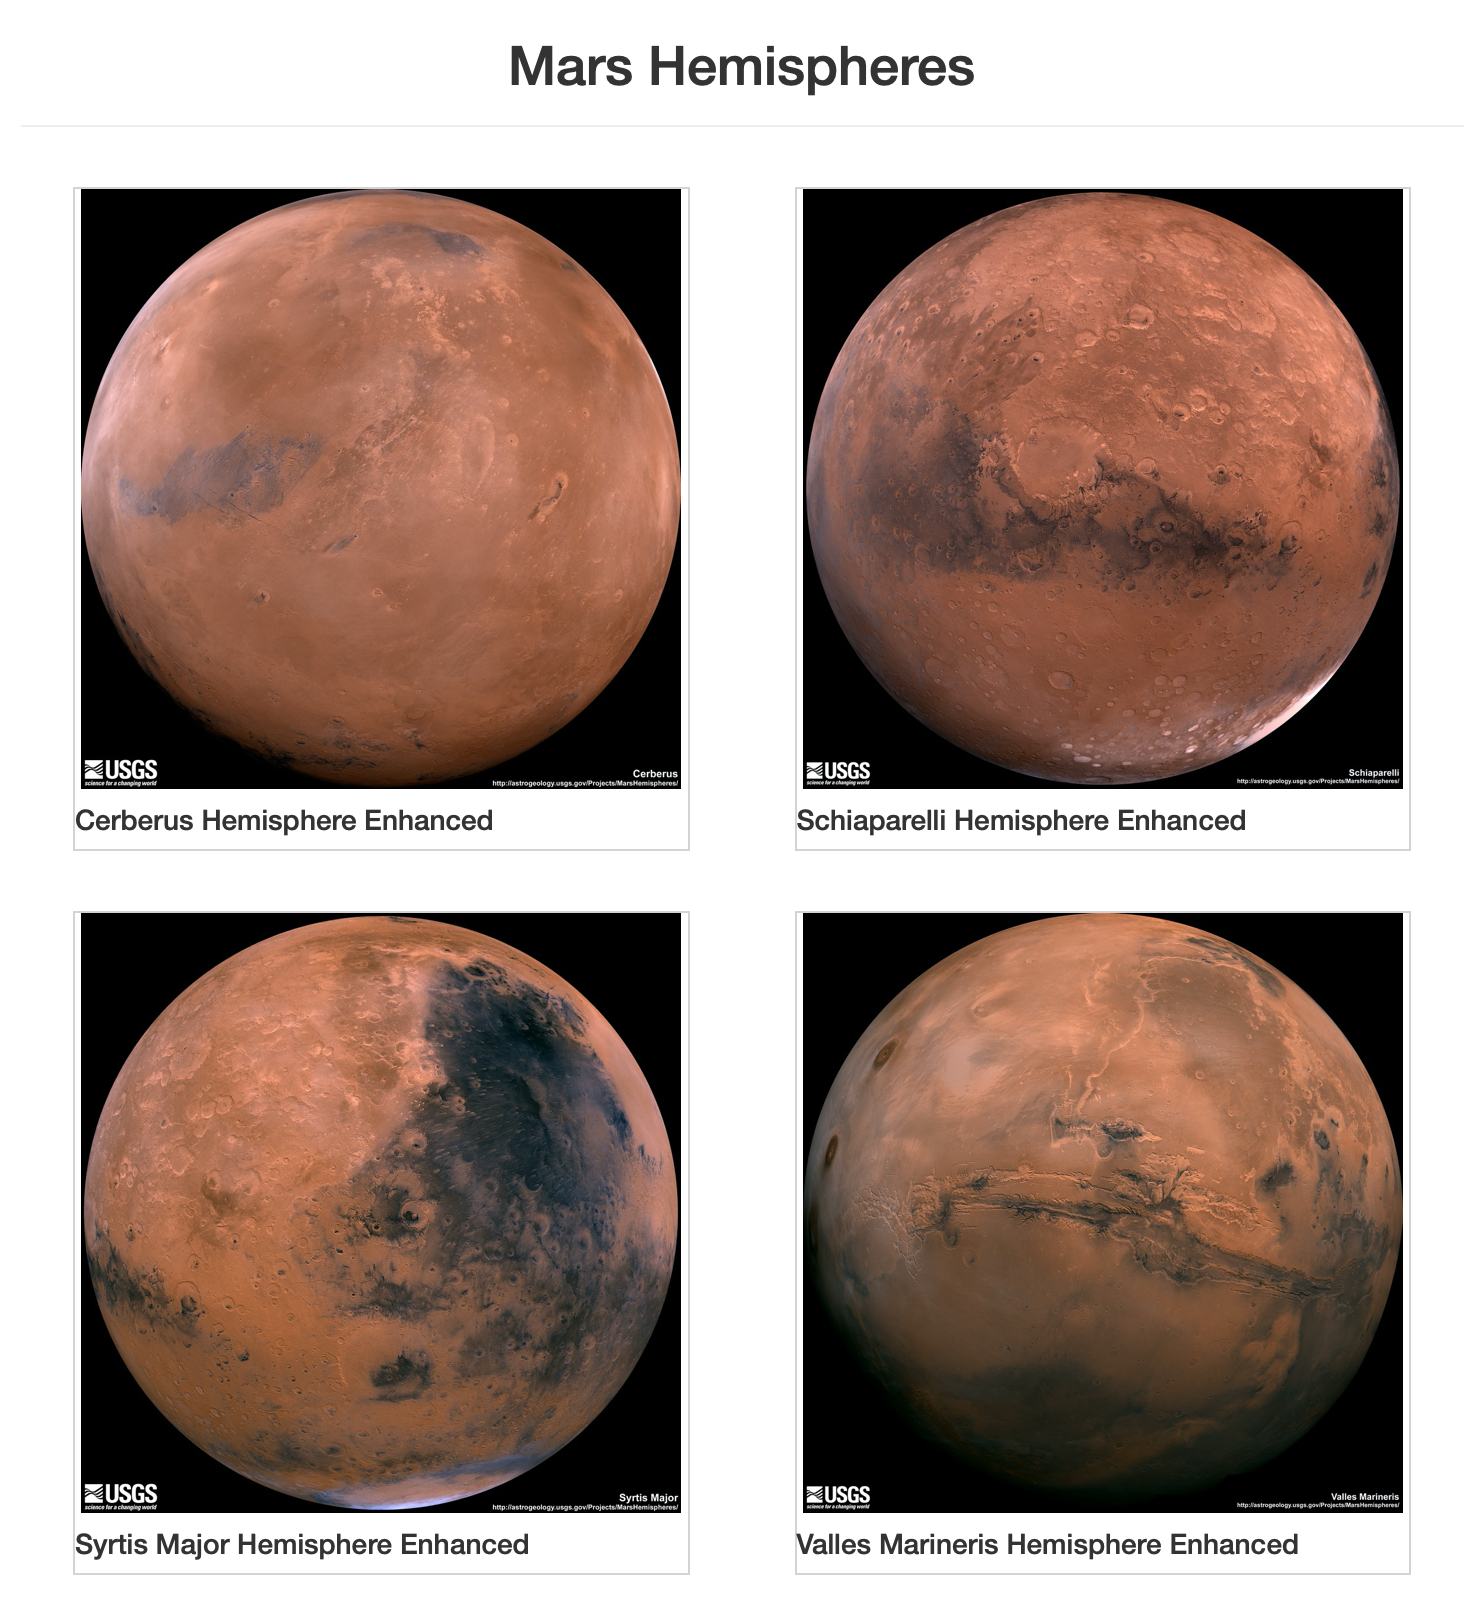 Mars Hemispheres
USGS
science for a changing world
Cerberus
http://astrogeology.usgs.gov/Projects/MarsHemispheres/
Cerberus Hemisphere Enhanced
USGS
science for a changing world
Schiaparelli
http://astrogeology.usgs.gov/Projects/MarsHemispheres/
Schiaparelli Hemisphere Enhanced
USGS
science for a changing world
Syrtis Major
http://astrogeology.usgs.gov/Projects/MarsHemispheres/
Syrtis Major Hemisphere Enhanced
USGS
science for a changing world
Valles Marineris
http://astrogeology.usgs.gov/Projects/MarsHemispheres/
Valles Marineris Hemisphere Enhanced